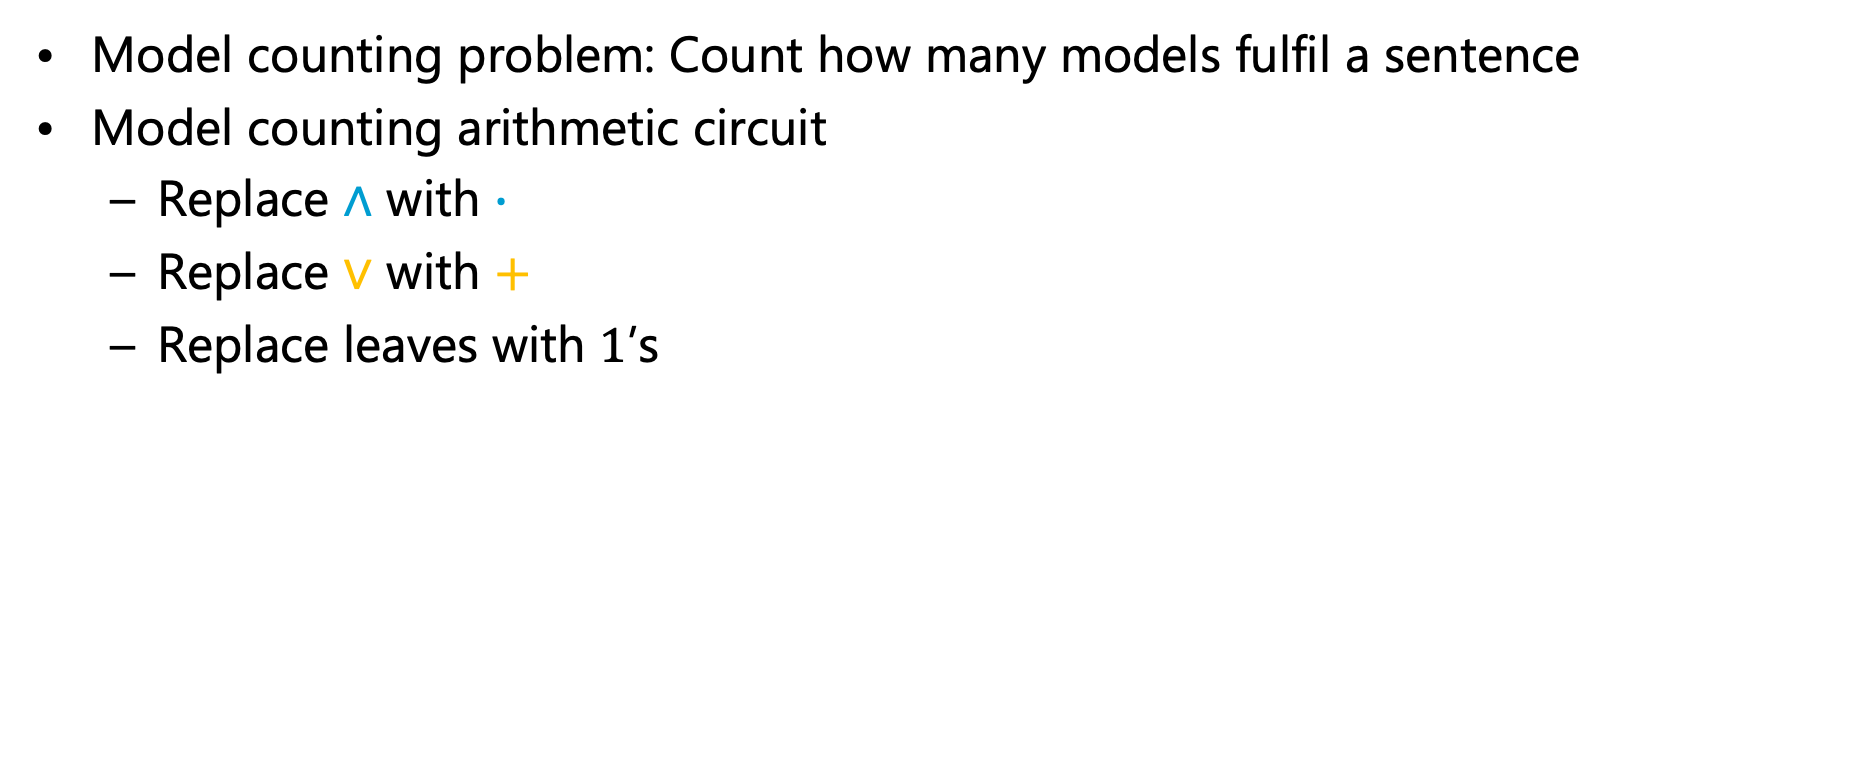 • Model counting problem: Count how many models fulfil a sentence
• Model counting arithmetic circuit
– Replace ∧ with ·
– Replace ∨ with +
– Replace leaves with 1’s